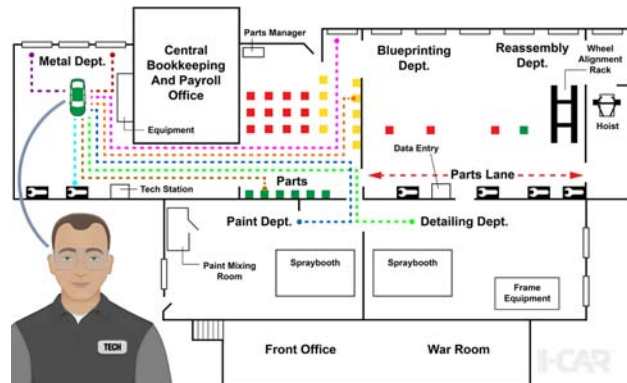 Metal Dept.
Central
Bookkeeping
And Payroll
Office
Parts Manager
Blueprinting
Dept.
Reassembly
Dept.
Wheel
Alignment
Rack
Hoist
Equipment
Data Entry
Tech Station
Parts
Parts Lane
Paint Dept.
Detailing Dept.
Paint Mixing
Room
Spraybooth
Spraybooth
Frame
Equipment
TECH
Front Office
War Room
I-CAR